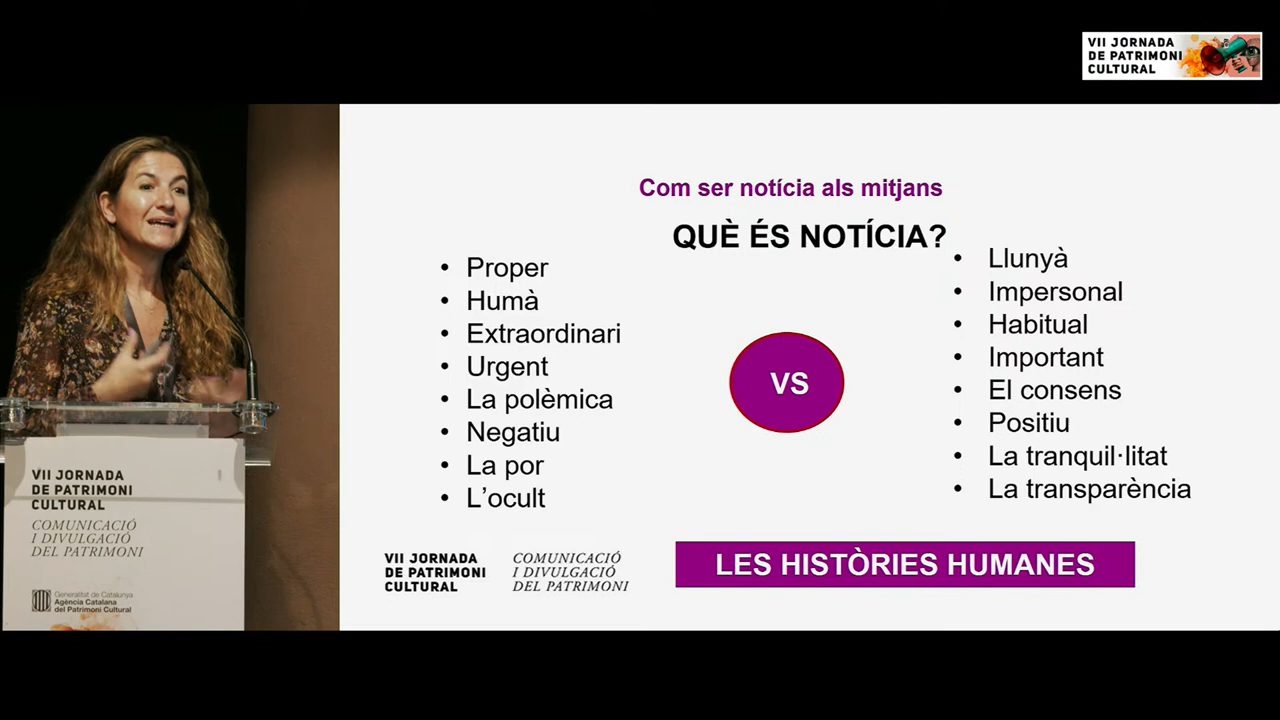 VII JORNADA
DE PATRIMONI
CULTURAL
Com ser notícia als mitjans
QUÈ ÉS NOTÍCIA?
• Proper
• Humà
• Extraordinari
• Urgent
• La polèmica
• Negatiu
• La por
• L’ocult
VS
• Llunyà
• Impersonal
• Habitual
• Important
• El consens
• Positiu
• La tranquil·litat
• La transparència
VII JORNADA
DE PATRIMONI
CULTURAL
COMUNICACIÓ
I DIVULGACIÓ
DEL PATRIMONI
LES HISTÒRIES HUMANES
VII JORNADA
DE PATRIMONI
CULTURAL
COMUNICACIÓ
I DIVULGACIÓ
DEL PATRIMONI
Generalitat de Catalunya
Agència Catalana
del Patrimoni Cultural